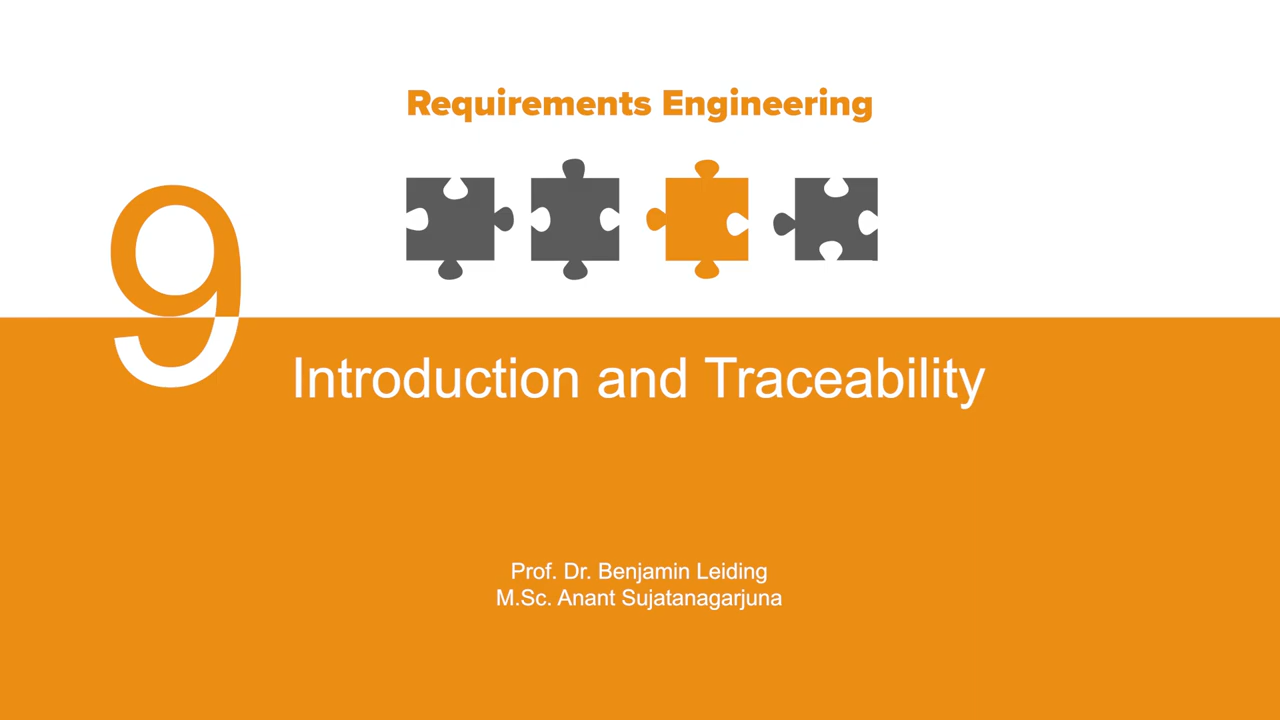 Requirements Engineering
9
Introduction and Traceability
Prof. Dr. Benjamin Leiding
M.Sc. Anant Sujatanagarjuna